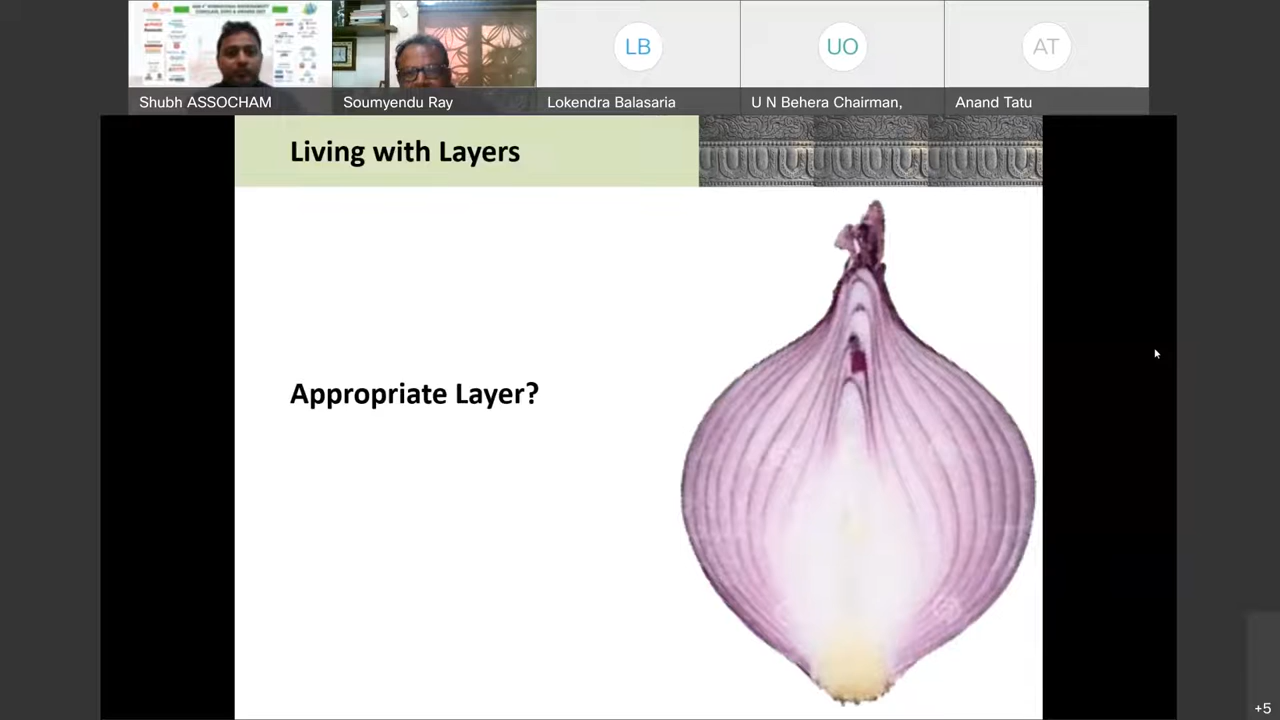 LB
UO
AT
Shubh ASSOCHAM
Soumyendu Ray
Lokendra Balasaria
U N Behera Chairman,
Anand Tatu
Living with Layers
Appropriate Layer?
+5